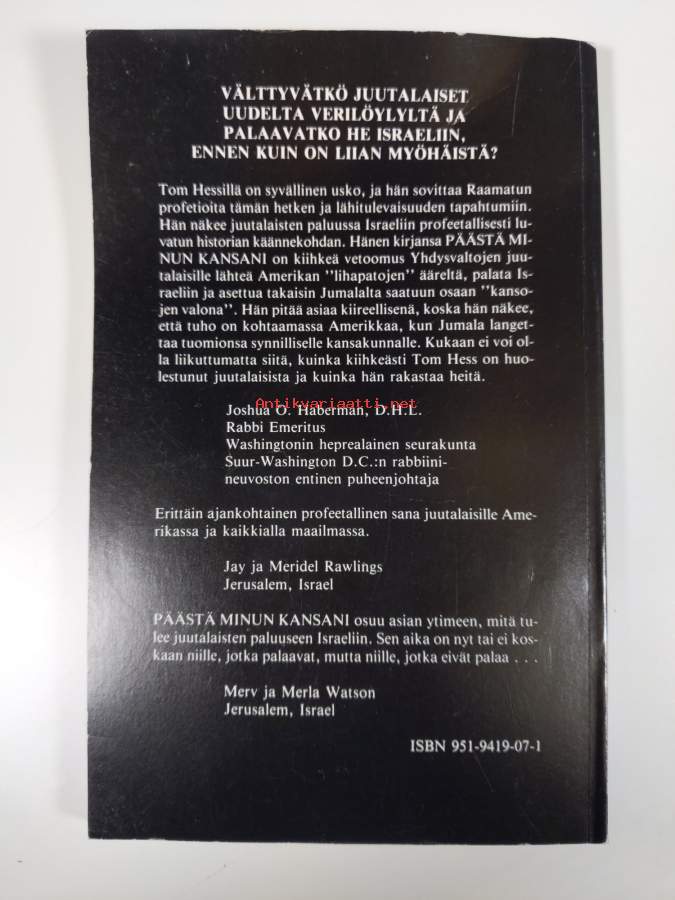 VÄLTTYVÄTKÖ JUUTALAISET
UUDELTA VERILÖYLYLTÄ JA
PALAAVATKO HE ISRAELIIN,
ENNEN KUIN ON LIIAN MYÖHÄISTÄ?
Tom Hessillä on syvällinen usko, ja hän sovittaa Raamatun
profetioita tämän hetken ja lähitulevaisuuden tapahtumiin.
Hän näkee juutalaisten paluussa Israeliin profeetallisesti lu-
vatun historian käännekohdan. Hänen kirjansa PÄÄSTÄ MI-
NUN KANSANI on kiihkeä vetoomus Yhdysvaltojen juu-
talaisille lähteä Amerikan "lihapatojen" ääreltä, palata Is-
raeliin ja asettua takaisin Jumalalta saatuun osaan "kanso-
jen valona". Hän pitää asiaa kiireellisenä, koska hän näkee,
että tuho on kohtaamassa Amerikkaa, kun Jumala langet-
taa tuomionsa synnilliselle kansakunnalle. Kukaan ei voi ol-
la liikuttumatta siitä, kuinka kiihkeästi Tom Hess on huo-
lestunut juutalaisista ja kuinka hän rakastaa heitä.
Antikvariaatti.net
Joshua O. Haberman, D.H.L.
Rabbi Emeritus
Washingtonin heprealainen seurakunta
Suur-Washington D.C.:n rabbiini-
neuvoston entinen puheenjohtaja
Erittäin ajankohtainen profeetallinen sana juutalaisille Ame-
rikassa ja kaikkialla maailmassa.
Jay ja Meridel Rawlings
Jerusalem, Israel
PÄÄSTÄ MINUN KANSANI osuu asian ytimeen, mitä tu-
lee juutalaisten paluuseen Israeliin. Sen aika on nyt tai ei kos-
kaan niille, jotka palaavat, mutta niille, jotka eivät palaa . . .
Merv ja Merla Watson
Jerusalem, Israel
ISBN 951-9419-07-1